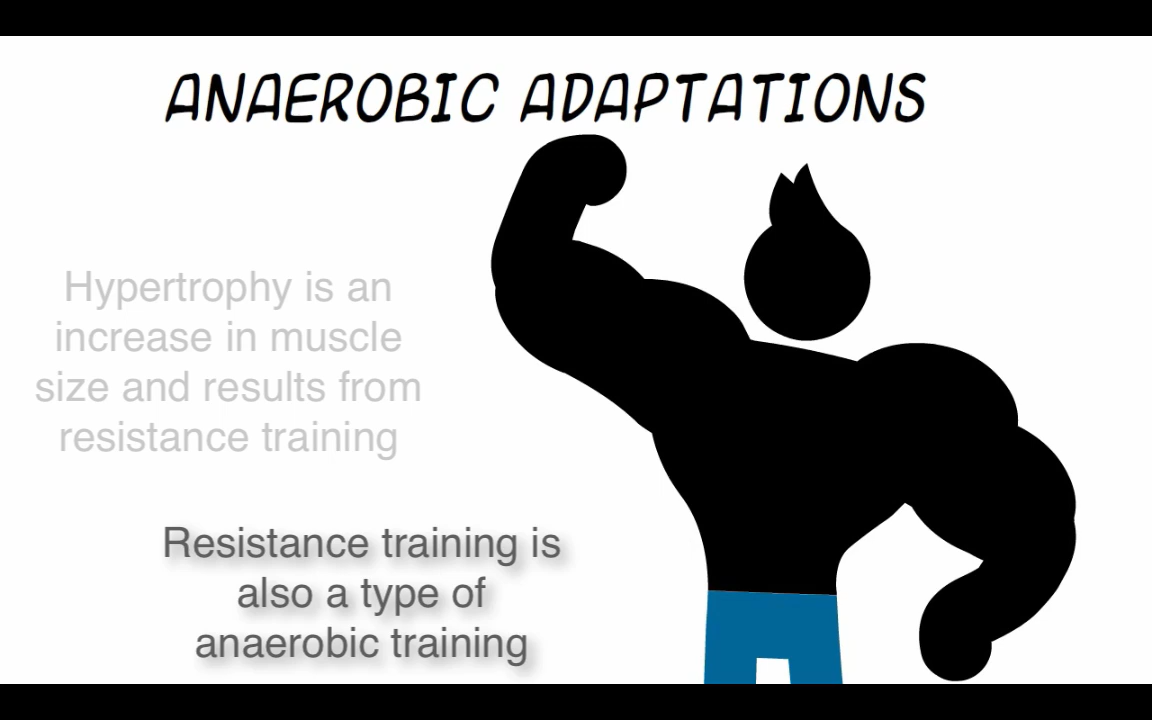 ANAEROBIC ADAPTATIONS
Hypertrophy is an
increase in muscle
size and results from
resistance training
Resistance training is
also a type of
anaerobic training